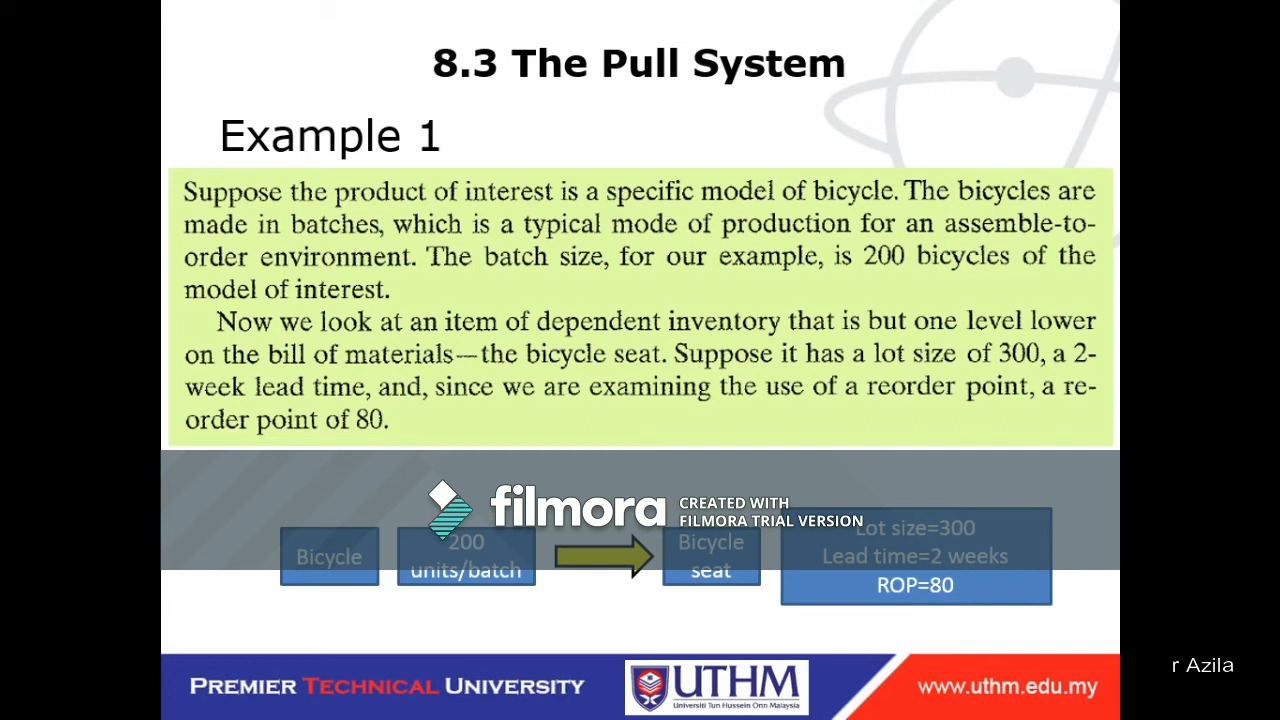 8.3 The Pull System
Example 1
Suppose the product of interest is a specific model of bicycle. The bicycles are
made in batches, which is a typical mode of production for an assemble-to-
order environment. The batch size, for our example, is 200 bicycles of the
model of interest.
Now we look at an item of dependent inventory that is but one level lower
on the bill of materials—the bicycle seat. Suppose it has a lot size of 300, a 2-
week lead time, and, since we are examining the use of a reorder point, a re-
order point of 80.
filmora
CREATED WITH
FILMORA TRIAL VERSION
Bicycle
200
units/batch
Bicycle
seat
Lot size=300
Lead time=2 weeks
ROP=80
r Azila
PREMIER TECHNICAL UNIVERSITY
UTHM
Universiti Tun Hussein Onn Malaysia
www.uthm.edu.my